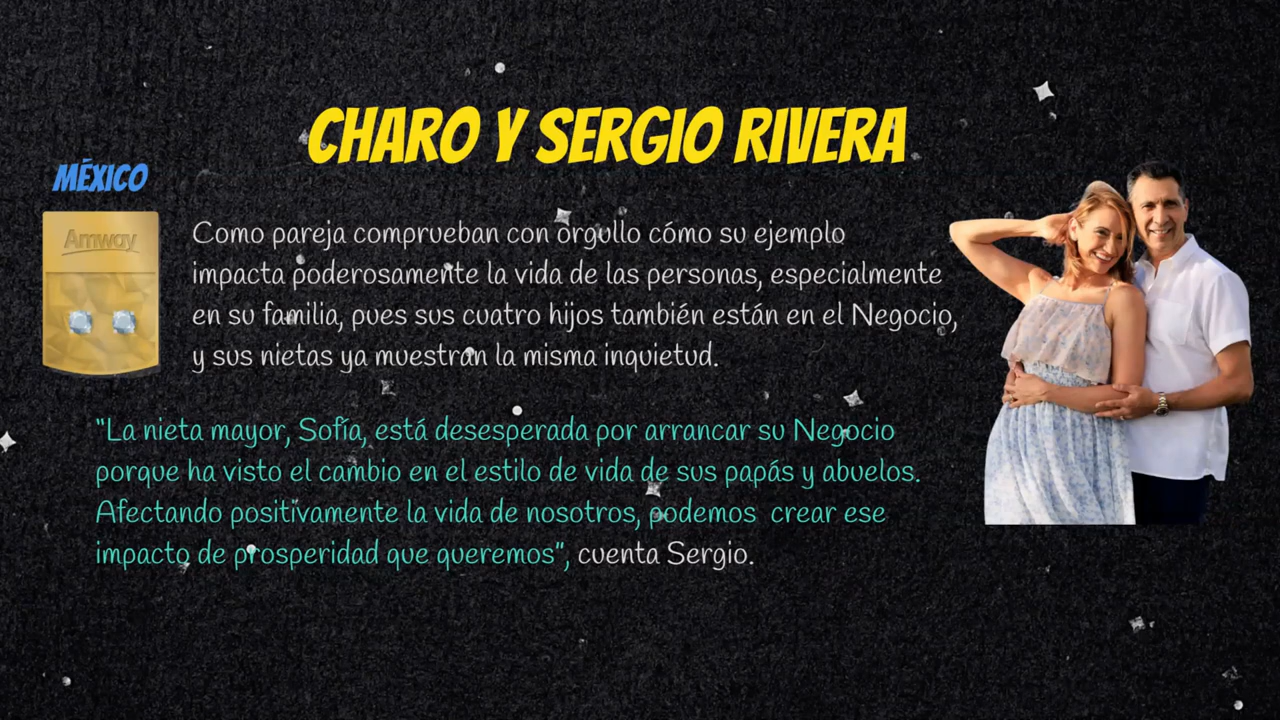 CHARO Y SERGIO RIVERA
MÉXICO
Amway
Como pareja comprueban con orgullo cómo su ejemplo
impacta poderosamente la vida de las personas, especialmente
en su familia, pues sus cuatro hijos también están en el Negocio,
y sus nietas ya muestran la misma inquietud.
“La nieta mayor, Sofía, está desesperada por arrancar su Negocio
porque ha visto el cambio en el estilo de vida de sus papás y abuelos.
Afectando positivamente la vida de nosotros, podemos crear ese
impacto de prosperidad que queremos”, cuenta Sergio.